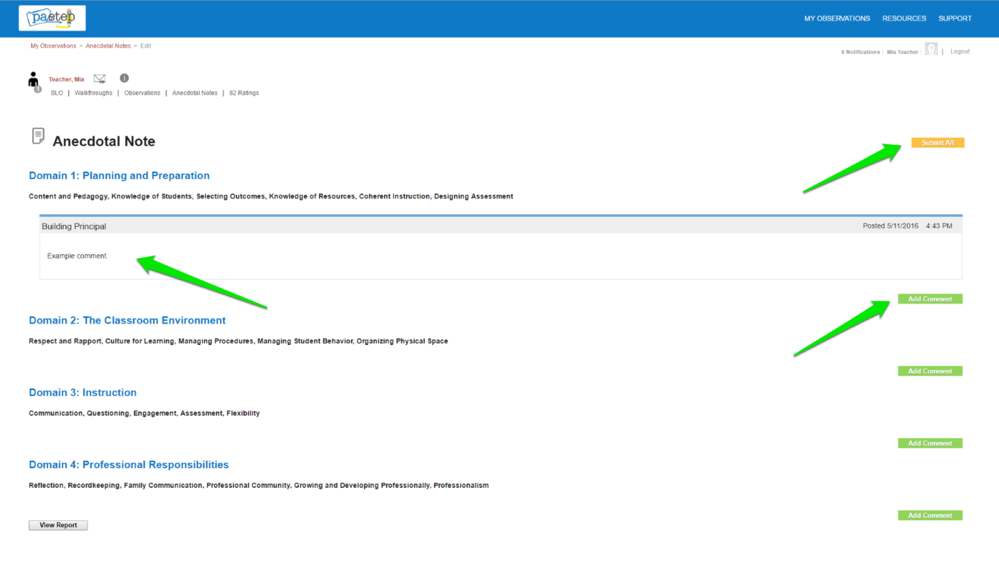 paetep
MY OBSERVATIONS RESOURCES SUPPORT
My Observations > Anecdotal Notes > Edit
6 Notifications | Mia Teacher | | Logout
Teacher, Mia i
1
SLO | Walkthroughs | Observations | Anecdotal Notes | 82 Ratings
Anecdotal Note
Submit All
Domain 1: Planning and Preparation
Content and Pedagogy, Knowledge of Students, Selecting Outcomes, Knowledge of Resources, Coherent Instruction, Designing Assessment
Building Principal Posted 5/11/2016 4:43 PM
Example comment.
Add Comment
Domain 2: The Classroom Environment
Respect and Rapport, Culture for Learning, Managing Procedures, Managing Student Behavior, Organizing Physical Space
Add Comment
Domain 3: Instruction
Communication, Questioning, Engagement, Assessment, Flexibility
Add Comment
Domain 4: Professional Responsibilities
Reflection, Recordkeeping, Family Communication, Professional Community, Growing and Developing Professionally, Professionalism
Add Comment
View Report